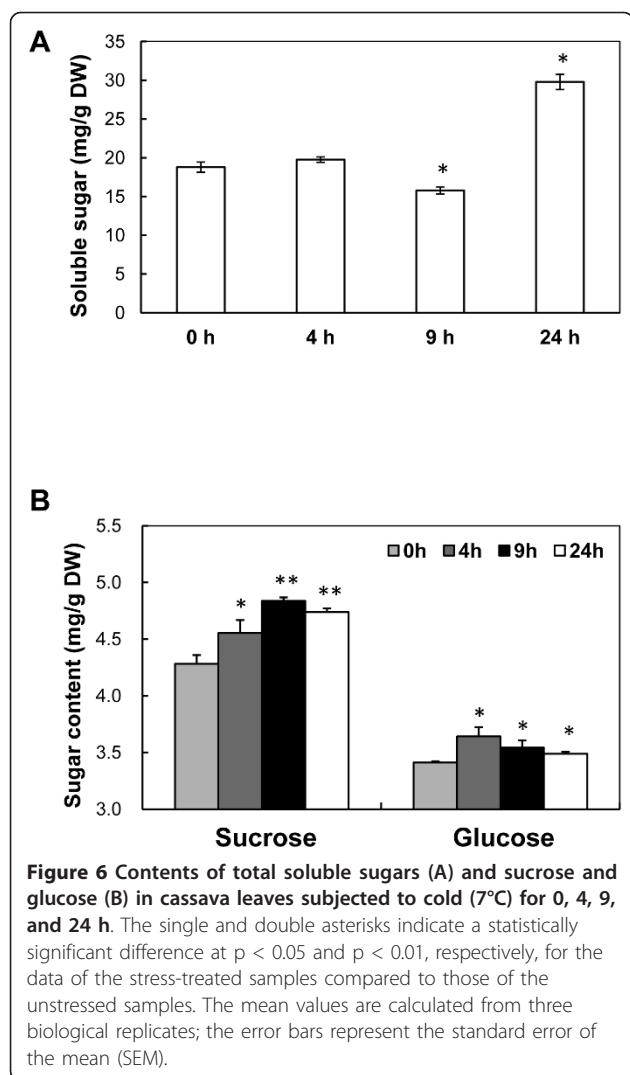 A
Soluble sugar (mg/g DW)
35
30
25
20
15
10
5
0
*
*
0 h 4 h 9 h 24 h
B
Sugar content (mg/g DW)
5.5
5.0
4.5
4.0
3.5
3.0
0h 4h 9h 24h
* ** **
* * *
Sucrose Glucose
Figure 6 Contents of total soluble sugars (A) and sucrose and
glucose (B) in cassava leaves subjected to cold (7°C) for 0, 4, 9,
and 24 h. The single and double asterisks indicate a statistically
significant difference at p < 0.05 and p < 0.01, respectively, for the
data of the stress-treated samples compared to those of the
unstressed samples. The mean values are calculated from three
biological replicates; the error bars represent the standard error of
the mean (SEM).